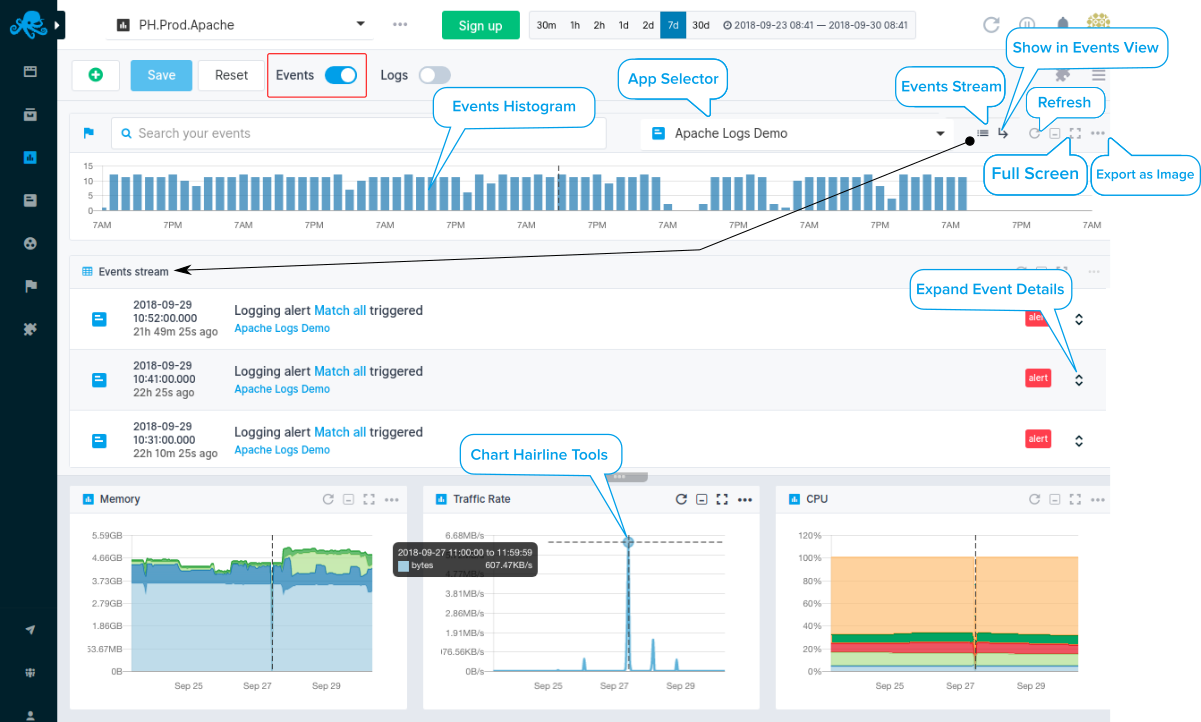 PH.Prod.Apache
Sign up
30m 1h 2h 1d 2d 7d 30d 2018-09-23 08:41 — 2018-09-30 08:41
Show in Events View
Save
Reset
Events
Logs
App Selector
Events Stream
Events Histogram
Refresh
Search your events
Apache Logs Demo
Full Screen
Export as Image
15
10
5
0
7AM 7PM 7AM 7PM 7AM 7PM 7AM 7PM 7AM 7PM 7AM 7PM 7AM 7PM 7AM
Events stream
Expand Event Details
2018-09-29
10:52:00.000
21h 49m 25s ago
Logging alert Match all triggered
Apache Logs Demo
2018-09-29
10:41:00.000
22h 25s ago
Logging alert Match all triggered
Apache Logs Demo
alert
2018-09-29
10:31:00.000
22h 10m 25s ago
Logging alert Match all triggered
Apache Logs Demo
alert
Chart Hairline Tools
Memory
5.59GB
4.66GB
3.73GB
2.79GB
1.86GB
53.67MB
0B
Sep 25 Sep 27 Sep 29
Traffic Rate
6.68MB/s
2018-09-27 11:00:00 to 11:59:59
bytes 607.47KB/s
4.77MB/s
3.81MB/s
2.86MB/s
1.91MB/s
976.56KB/s
0B/s
Sep 25 Sep 27 Sep 29
CPU
120%
100%
80%
60%
40%
20%
0%
Sep 25 Sep 27 Sep 29